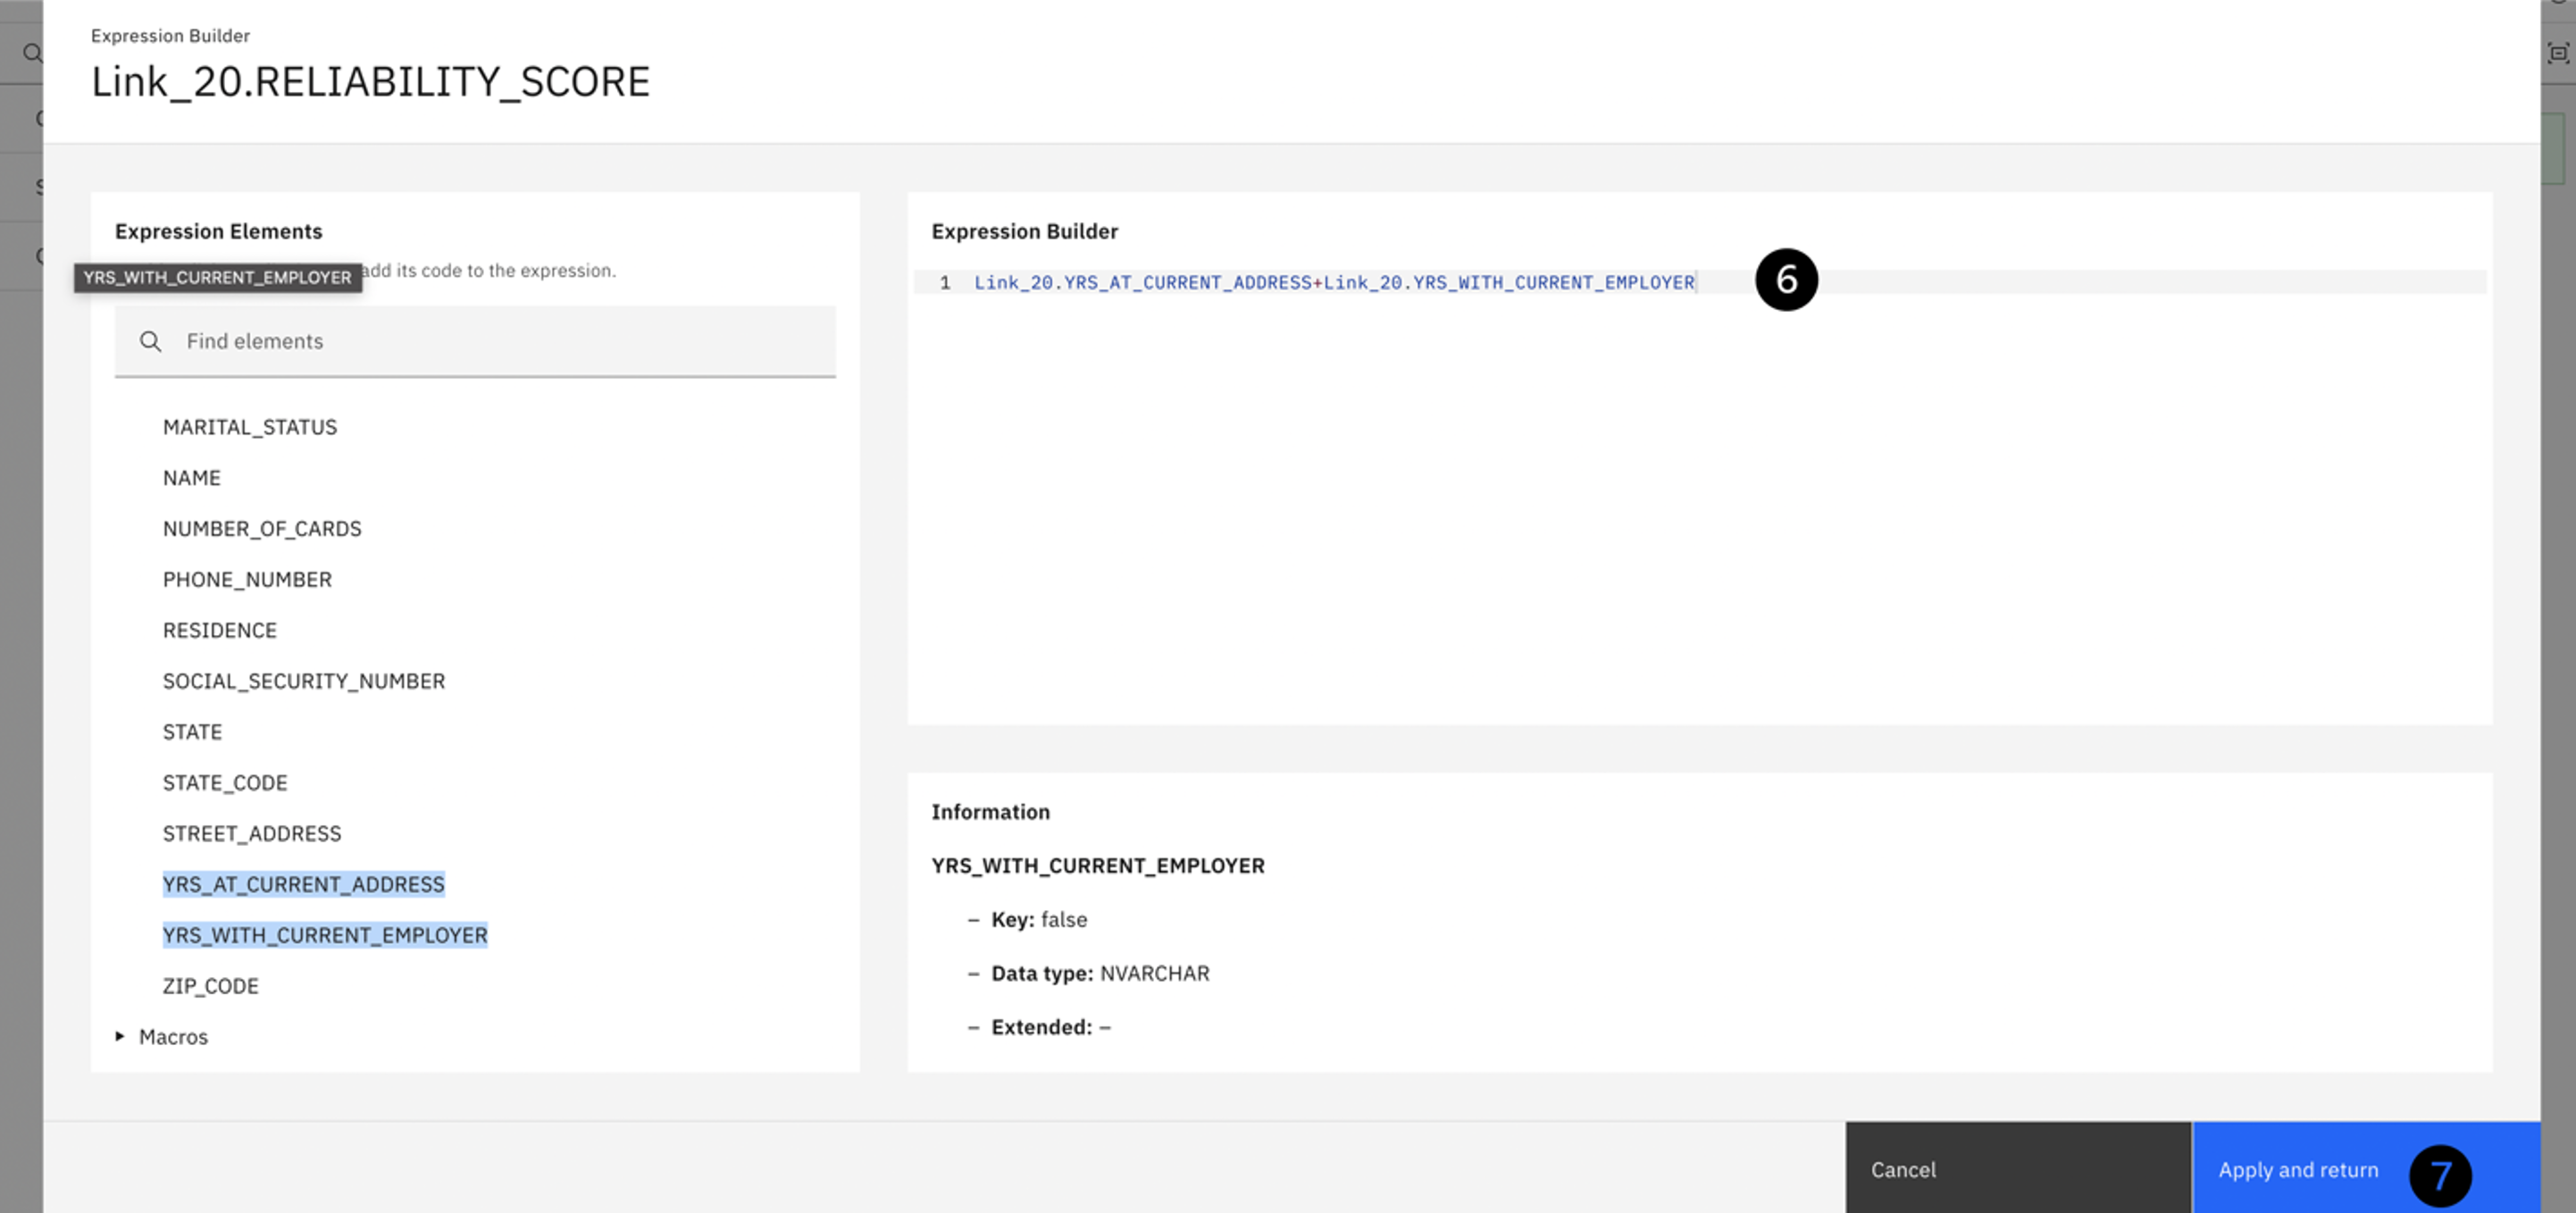 Expression Builder
Link_20.RELIABILITY_SCORE
Expression Elements
YRS_WITH_CURRENT_EMPLOYER
add its code to the expression.
Find elements
MARITAL_STATUS
NAME
NUMBER_OF_CARDS
PHONE_NUMBER
RESIDENCE
SOCIAL_SECURITY_NUMBER
STATE
STATE_CODE
STREET_ADDRESS
YRS_AT_CURRENT_ADDRESS
YRS_WITH_CURRENT_EMPLOYER
ZIP_CODE
Macros
Expression Builder
1 Link_20.YRS_AT_CURRENT_ADDRESS+Link_20.YRS_WITH_CURRENT_EMPLOYER 6
Information
YRS_WITH_CURRENT_EMPLOYER
– Key: false
– Data type: NVARCHAR
– Extended: –
Cancel
Apply and return 7